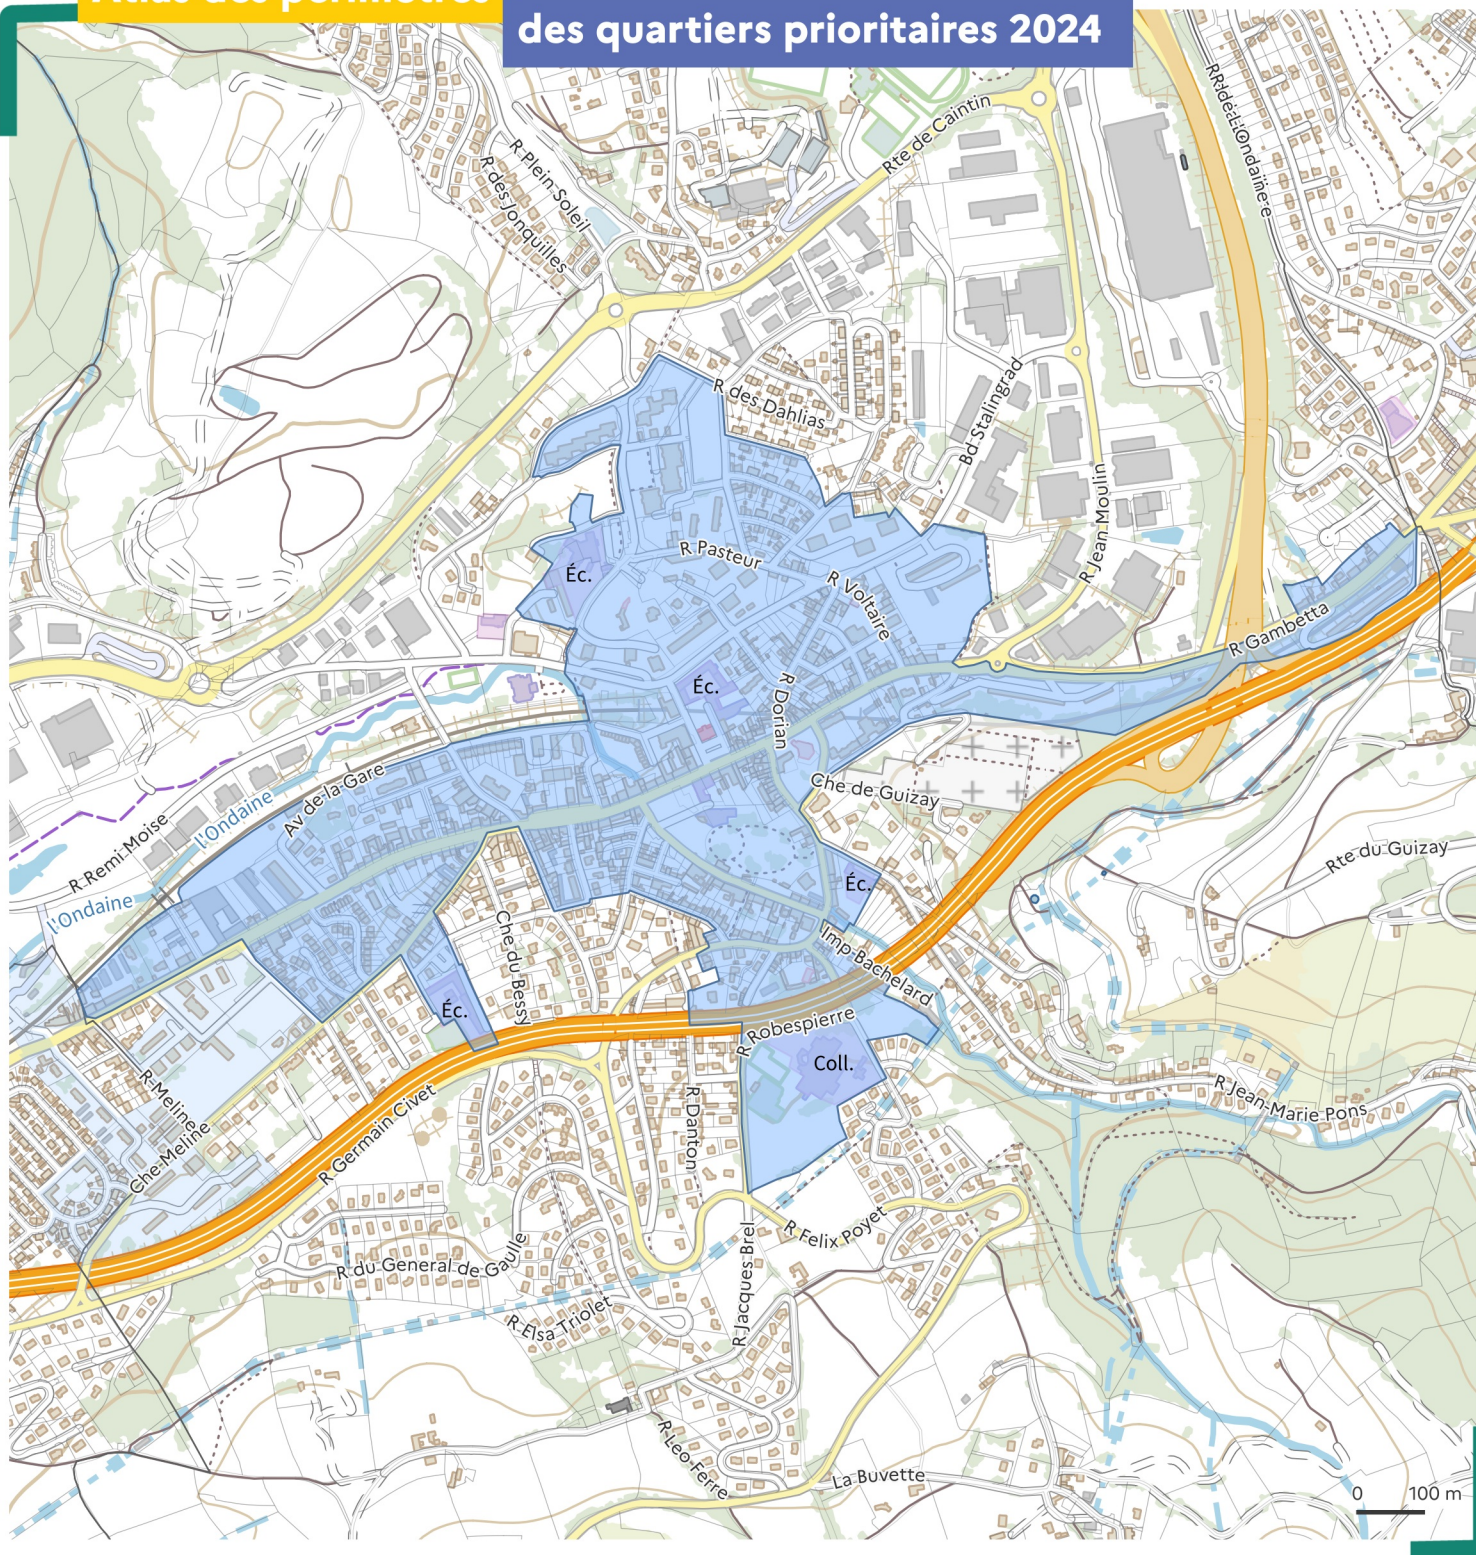 Atlas des périmètres
des quartiers prioritaires 2024
Rte de Caintin
R Plein Soleil
R des Jonquilles
R des Dahlias
Bd Stalingrad
R Jean Moulin
Éc.
R Pasteur
R Voltaire
R Gambetta
Éc.
R Dorian
Che de Guizay
Av de la Gare
l'Ondaine
R Remi Moise
l'Ondaine
Rte du Guizay
Éc.
Che du Bessy
Imp Bachelard
Éc.
R Robespierre
Coll.
R Meline
Che Meline
R Germain Civet
R Danton
R Jean-Marie Pons
R Felix Poyet
R du General de Gaulle
R Jacques Brel
R Elsa Triolet
R Leo Ferre
La Buvette
0 100 m